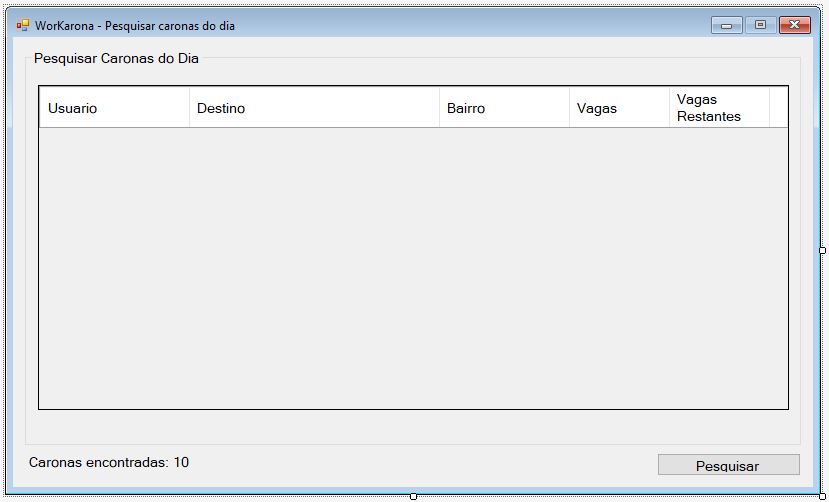 WorKarona - Pesquisar caronas do dia
Pesquisar Caronas do Dia
Usuario Destino Bairro Vagas Vagas
Restantes
Caronas encontradas: 10
Pesquisar